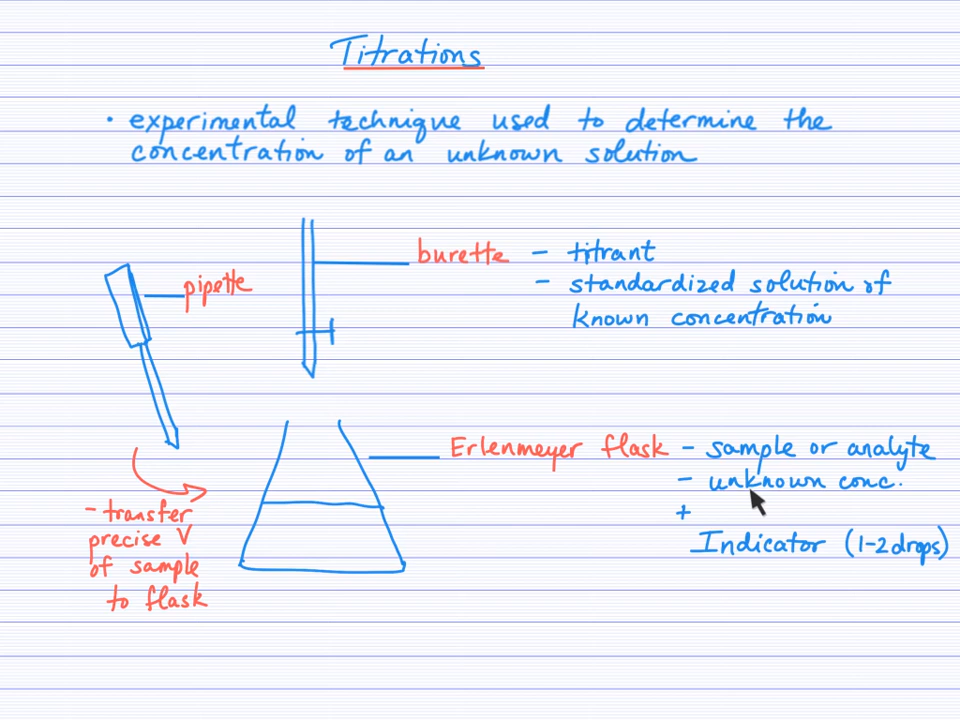 Titrations
• experimental technique used to determine the
concentration of an unknown solution
burette - titrant
- standardized solution of
known concentration
pipette
Erlenmeyer flask - sample or analyte
- unknown conc.
+
Indicator (1-2 drops)
- transfer
precise V
of sample
to flask